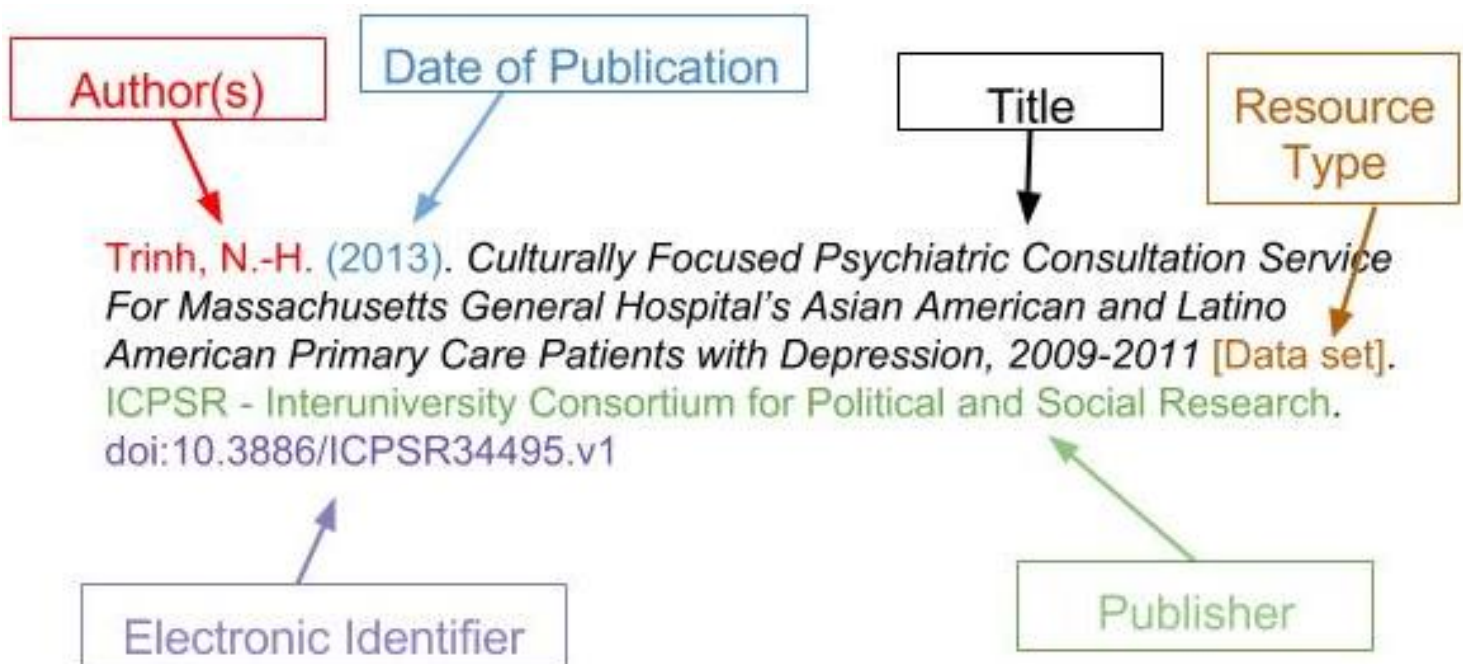 Author(s)
Date of Publication
Title
Resource
Type
Trinh, N.-H. (2013). Culturally Focused Psychiatric Consultation Service
For Massachusetts General Hospital's Asian American and Latino
American Primary Care Patients with Depression, 2009-2011 [Data set].
ICPSR - Interuniversity Consortium for Political and Social Research.
doi:10.3886/ICPSR34495.v1
Electronic Identifier
Publisher